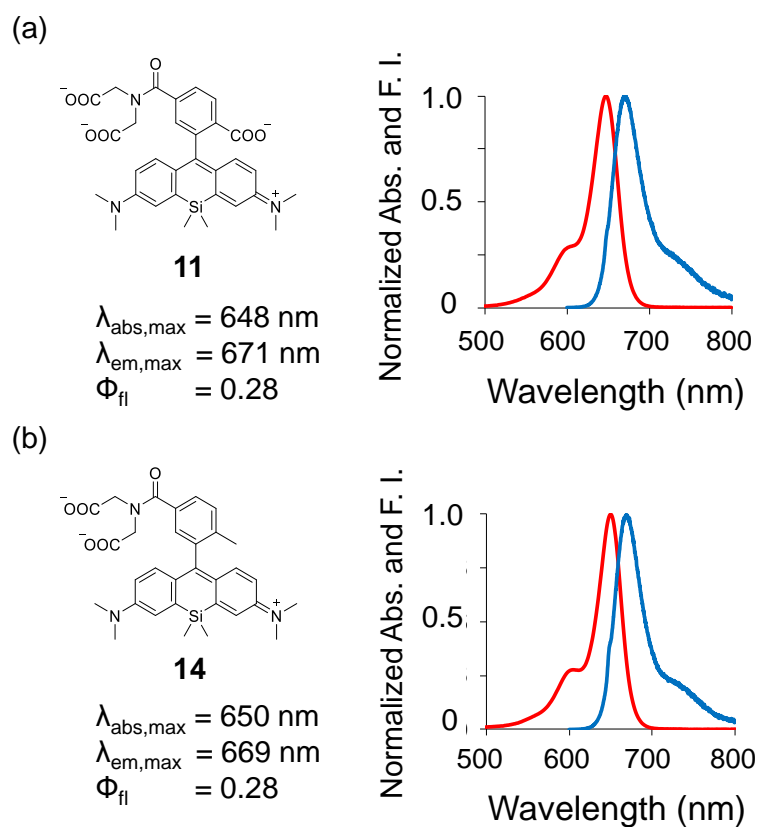 (a)
O
⁻OOC
N
⁻OOC
COO⁻
N
Si
N⁺
11
λabs,max = 648 nm
λem,max = 671 nm
Φfl = 0.28
Normalized Abs. and F. I.
1.0
0.5
0
500 600 700 800
Wavelength (nm)
(b)
O
⁻OOC
N
⁻OOC
N
Si
N⁺
14
λabs,max = 650 nm
λem,max = 669 nm
Φfl = 0.28
Normalized Abs. and F. I.
1.0
0.5
0
500 600 700 800
Wavelength (nm)